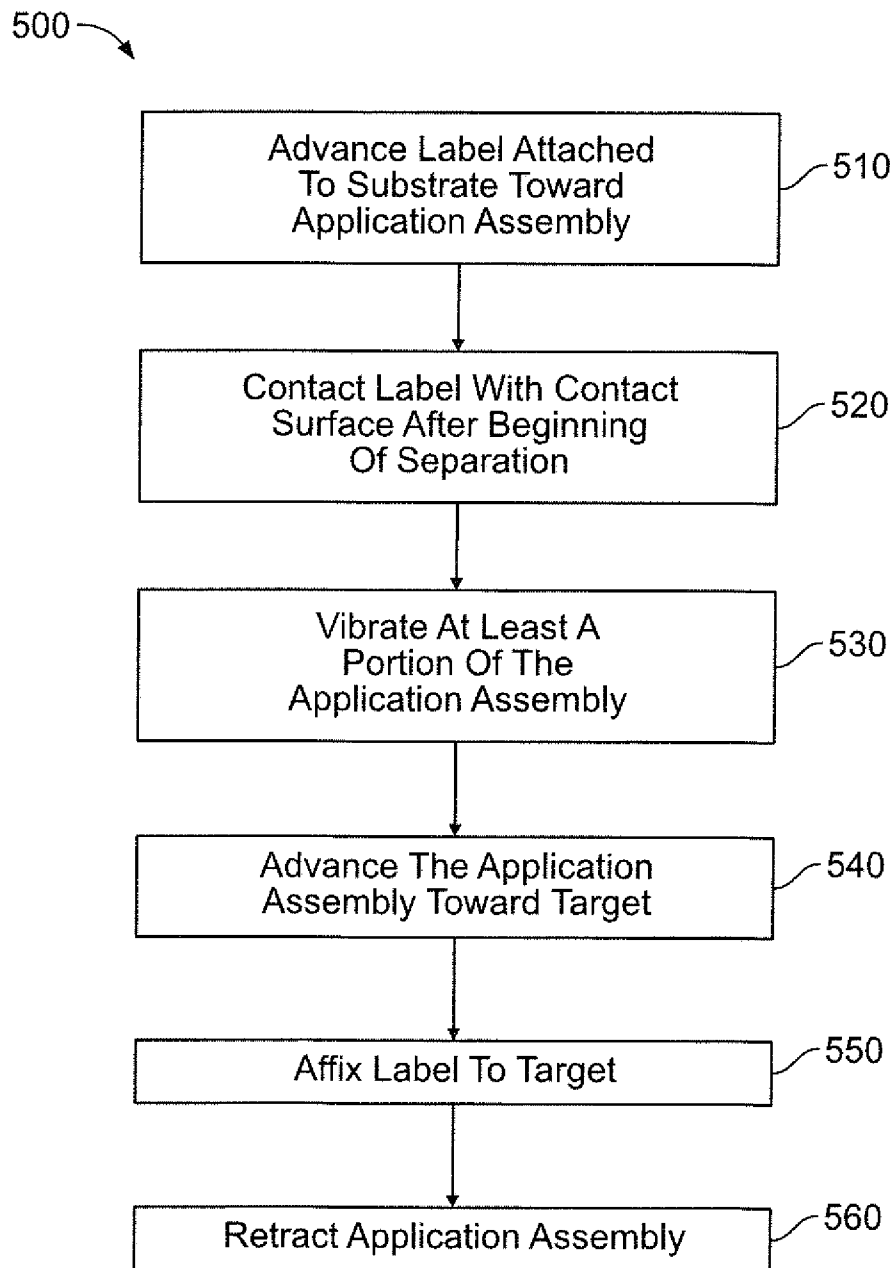 500
Advance Label Attached
To Substrate Toward
Application Assembly
510
Contact Label With Contact
Surface After Beginning
Of Separation
520
Vibrate At Least A
Portion Of The
Application Assembly
530
Advance The Application
Assembly Toward Target
540
Affix Label To Target
550
Retract Application Assembly
560